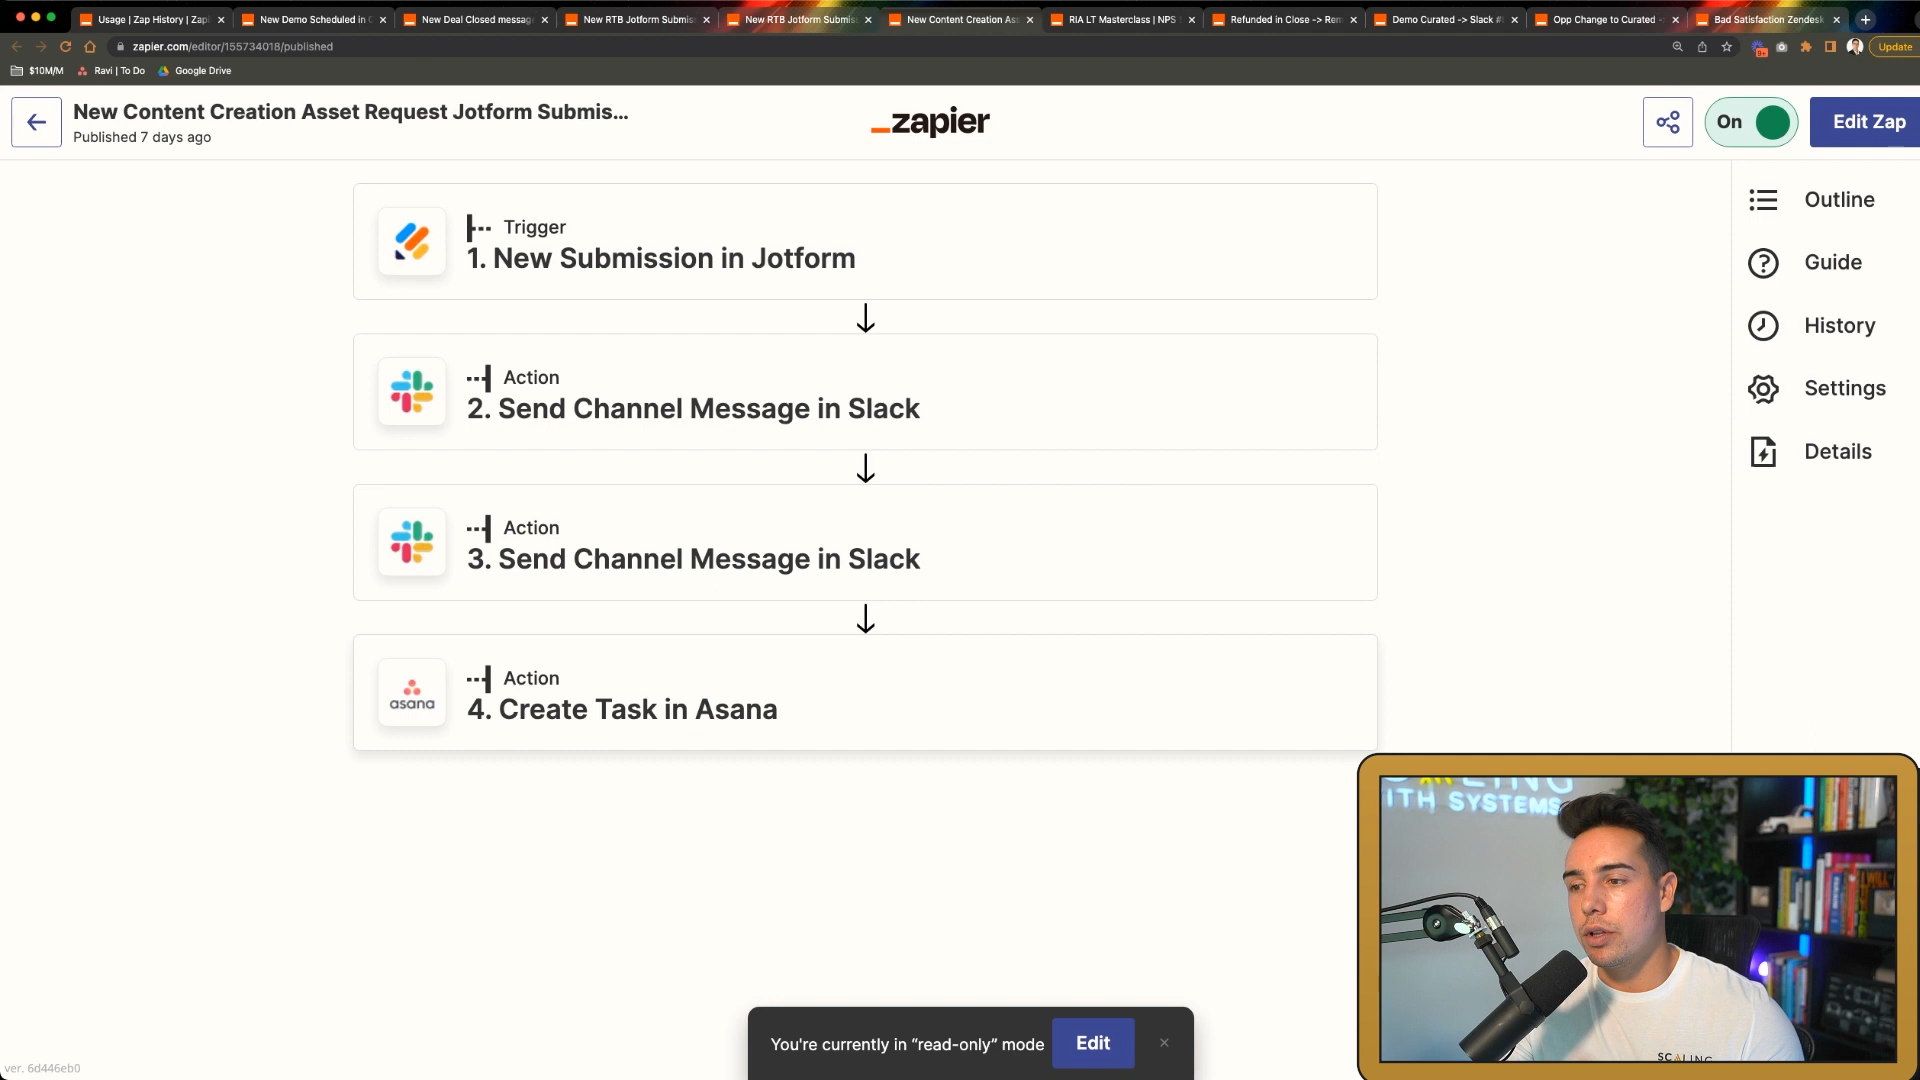 Usage | Zap History | Zapi
New Demo Scheduled in C
New Deal Closed messag
New RTB Jotform Submis
New RTB Jotform Submis
New Content Creation Ass
RIA LT Masterclass | NPS
Refunded in Close -> Rem
Demo Curated -> Slack #
Opp Change to Curated -
Bad Satisfaction Zendesk
zapier.com/editor/155734018/published
Update
$10M/M
Ravi | To Do
Google Drive
New Content Creation Asset Request Jotform Submis...
Published 7 days ago
zapier
On
Edit Zap
Trigger
1. New Submission in Jotform
Action
2. Send Channel Message in Slack
Action
3. Send Channel Message in Slack
Action
asana
4. Create Task in Asana
Outline
Guide
History
Settings
Details
ITH SYSTEMS
SCALING
You're currently in “read-only” mode
Edit
ver. 6d446eb0